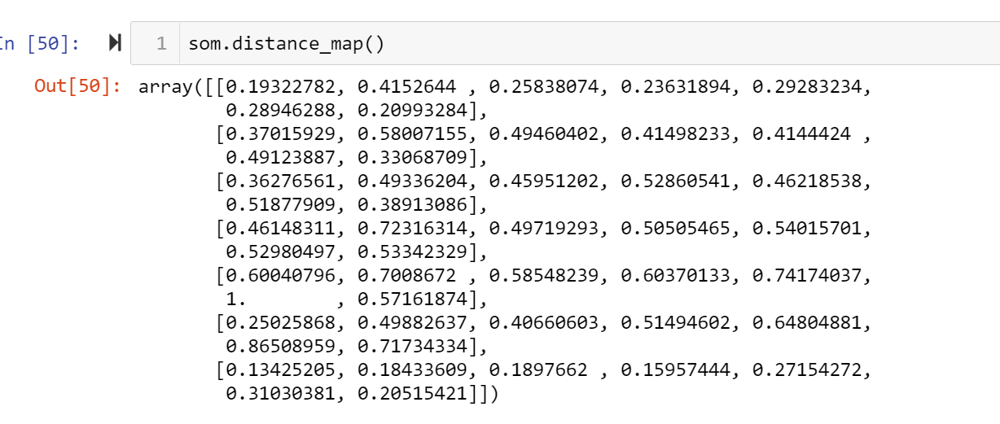 In [50]: 1 som.distance_map()
Out[50]: array([[0.19322782, 0.4152644 , 0.25838074, 0.23631894, 0.29283234,
        0.28946288, 0.20993284],
       [0.37015929, 0.58007155, 0.49460402, 0.41498233, 0.4144424 ,
        0.49123887, 0.33068709],
       [0.36276561, 0.49336204, 0.45951202, 0.52860541, 0.46218538,
        0.51877909, 0.38913086],
       [0.46148311, 0.72316314, 0.49719293, 0.50505465, 0.54015701,
        0.52980497, 0.53342329],
       [0.60040796, 0.7008672 , 0.58548239, 0.60370133, 0.74174037,
        1.        , 0.57161874],
       [0.25025868, 0.49882637, 0.40660603, 0.51494602, 0.64804881,
        0.86508959, 0.71734334],
       [0.13425205, 0.18433609, 0.1897662 , 0.15957444, 0.27154272,
        0.31030381, 0.20515421]])